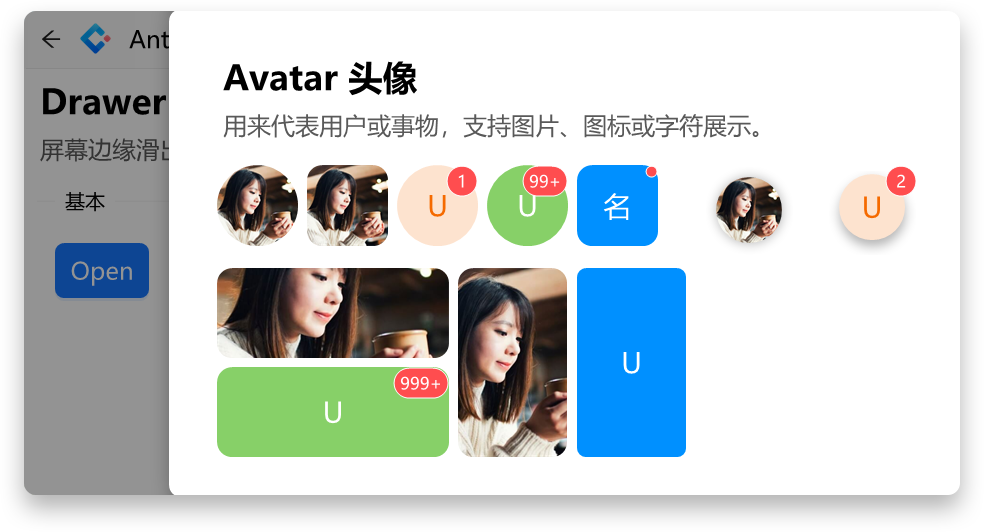 Ant
Drawer
屏幕边缘滑出
基本
Open
Avatar 头像
用来代表用户或事物，支持图片、图标或字符展示。
U 1
U 99+
名
U 2
U 999+
U